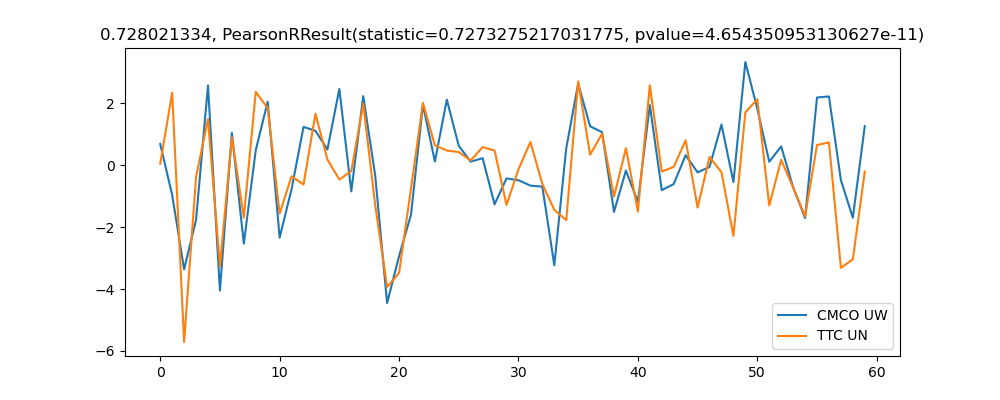 0.728021334, PearsonRResult(statistic=0.7273275217031775, pvalue=4.654350953130627e-11)
2
0
−2
−4
−6
0 10 20 30 40 50 60
CMCO UW
TTC UN